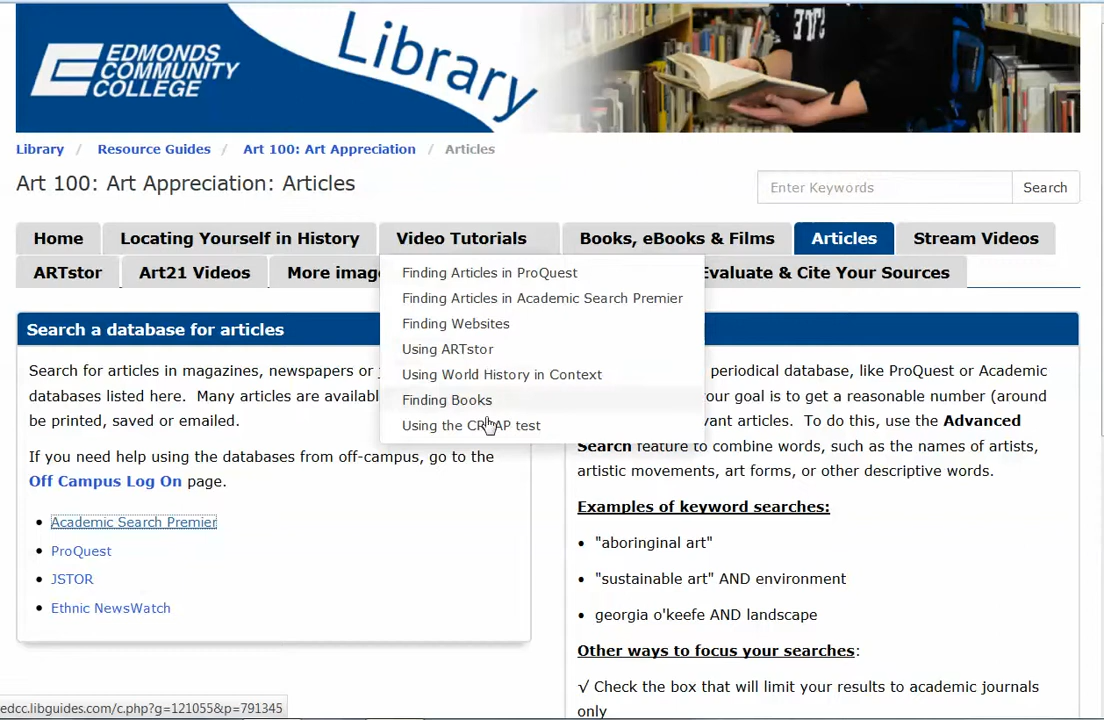 EDMONDS
COMMUNITY
COLLEGE
Library
Library / Resource Guides / Art 100: Art Appreciation / Articles
Art 100: Art Appreciation: Articles
Enter Keywords
Search
Home
Locating Yourself in History
Video Tutorials
Books, eBooks & Films
Articles
Stream Videos
ARTstor
Art21 Videos
More imag
Evaluate & Cite Your Sources
Finding Articles in ProQuest
Finding Articles in Academic Search Premier
Finding Websites
Using ARTstor
Using World History in Context
Finding Books
Using the CRAAP test
Search a database for articles
Search for articles in magazines, newspapers or
databases listed here. Many articles are availab
be printed, saved or emailed.
If you need help using the databases from off-campus, go to the
Off Campus Log On page.
• Academic Search Premier
• ProQuest
• JSTOR
• Ethnic NewsWatch
periodical database, like ProQuest or Academic
our goal is to get a reasonable number (around
vant articles. To do this, use the Advanced
Search feature to combine words, such as the names of artists,
artistic movements, art forms, or other descriptive words.
Examples of keyword searches:
• "aboringinal art"
• "sustainable art" AND environment
• georgia o'keefe AND landscape
Other ways to focus your searches:
√ Check the box that will limit your results to academic journals
only
edcc.libguides.com/c.php?g=121055&p=791345